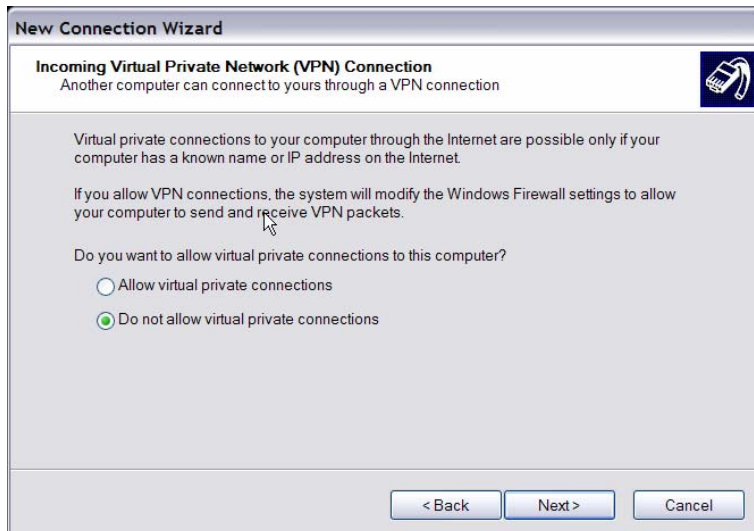 New Connection Wizard
Incoming Virtual Private Network (VPN) Connection
Another computer can connect to yours through a VPN connection
Virtual private connections to your computer through the Internet are possible only if your
computer has a known name or IP address on the Internet.
If you allow VPN connections, the system will modify the Windows Firewall settings to allow
your computer to send and receive VPN packets.
Do you want to allow virtual private connections to this computer?
Allow virtual private connections
Do not allow virtual private connections
< Back Next > Cancel